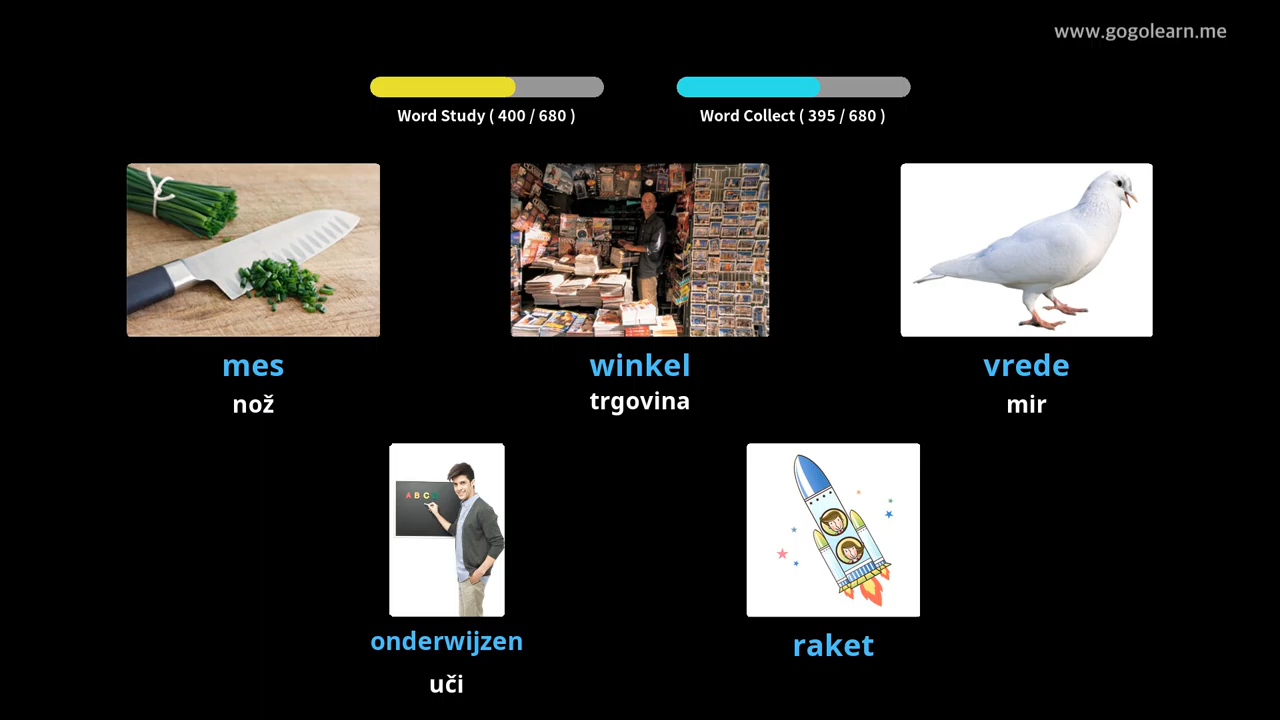 www.gogolearn.me
Word Study ( 400 / 680 )
Word Collect ( 395 / 680 )
mes
nož
winkel
trgovina
vrede
mir
A B C D
onderwijzen
uči
raket